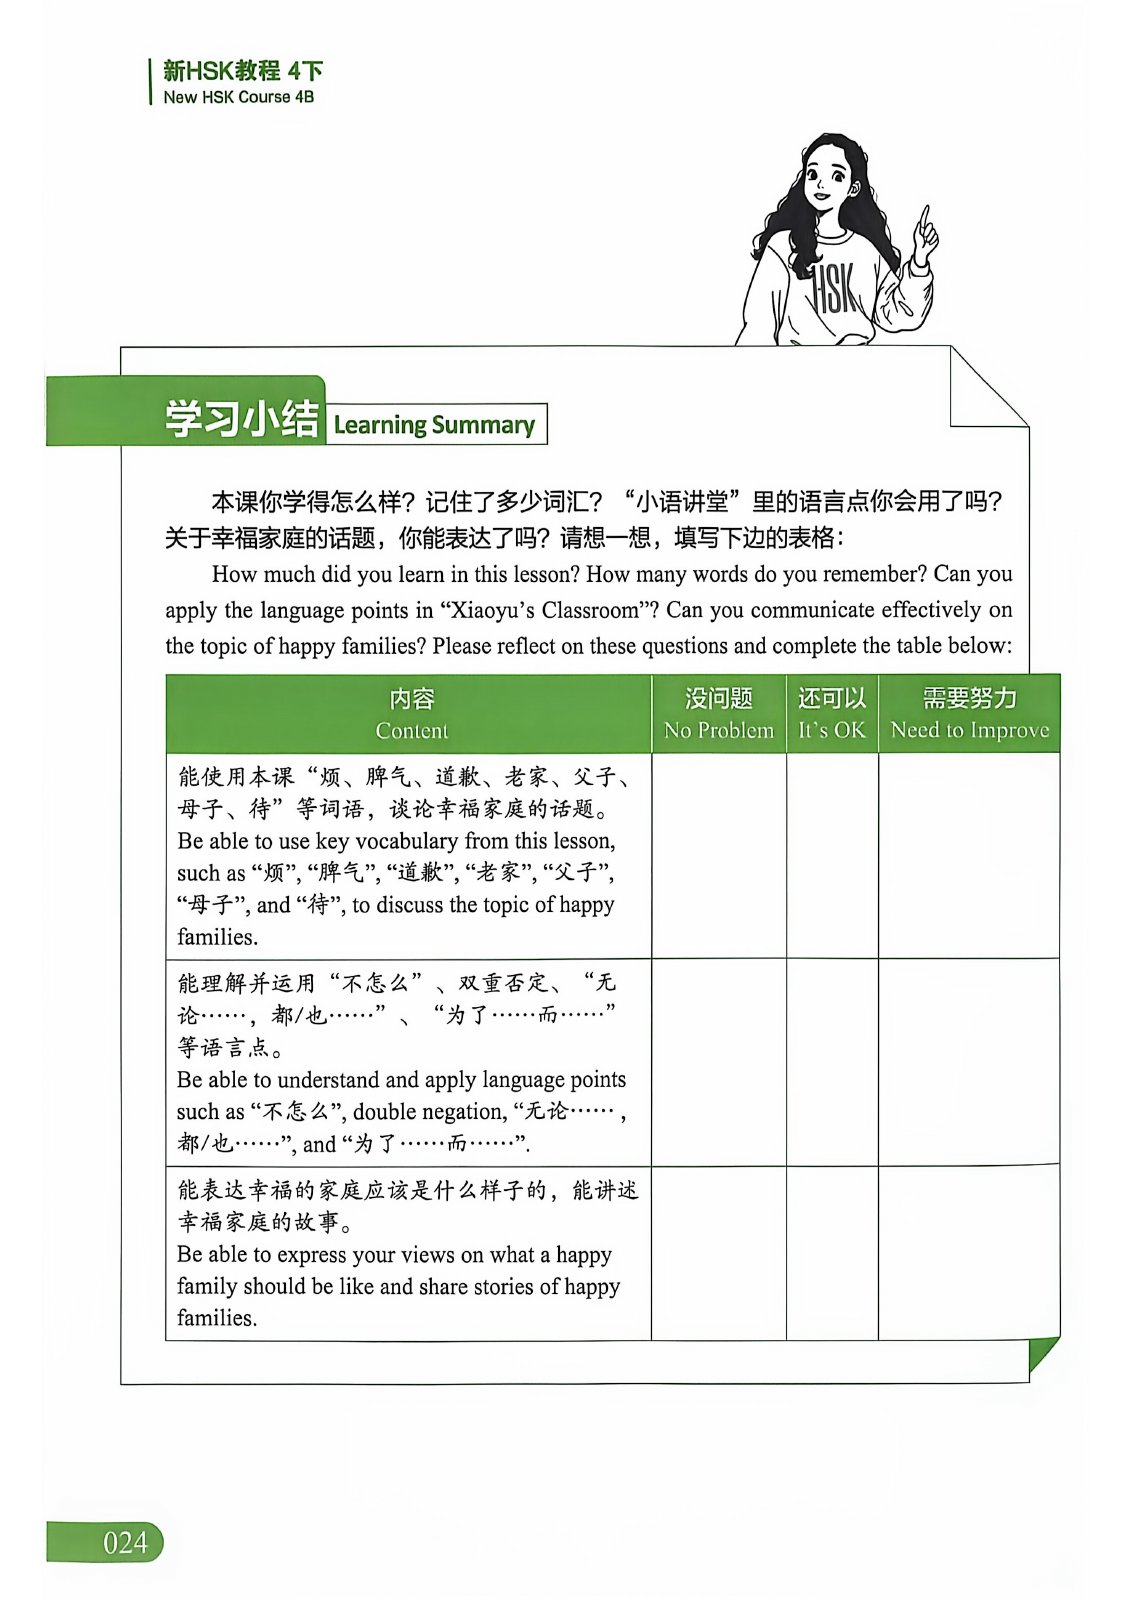 新HSK教程 4下
New HSK Course 4B
HSK
学习小结 Learning Summary
本课你学得怎么样？记住了多少词汇？“小语讲堂”里的语言点你会用了吗？
关于幸福家庭的话题，你能表达了吗？请想一想，填写下边的表格：
How much did you learn in this lesson? How many words do you remember? Can you
apply the language points in “Xiaoyu’s Classroom”? Can you communicate effectively on
the topic of happy families? Please reflect on these questions and complete the table below:
内容 没问题 还可以 需要努力
Content No Problem It’s OK Need to Improve
能使用本课“烦、脾气、道歉、老家、父子、
母子、待”等词语，谈论幸福家庭的话题。
Be able to use key vocabulary from this lesson,
such as “烦”, “脾气”, “道歉”, “老家”, “父子”,
“母子”, and “待”, to discuss the topic of happy
families.
能理解并运用“不怎么”、双重否定、“无
论……，都/也……”、“为了……而……”
等语言点。
Be able to understand and apply language points
such as “不怎么”, double negation, “无论……，
都/也……”, and “为了……而……”.
能表达幸福的家庭应该是什么样子的，能讲述
幸福家庭的故事。
Be able to express your views on what a happy
family should be like and share stories of happy
families.
024